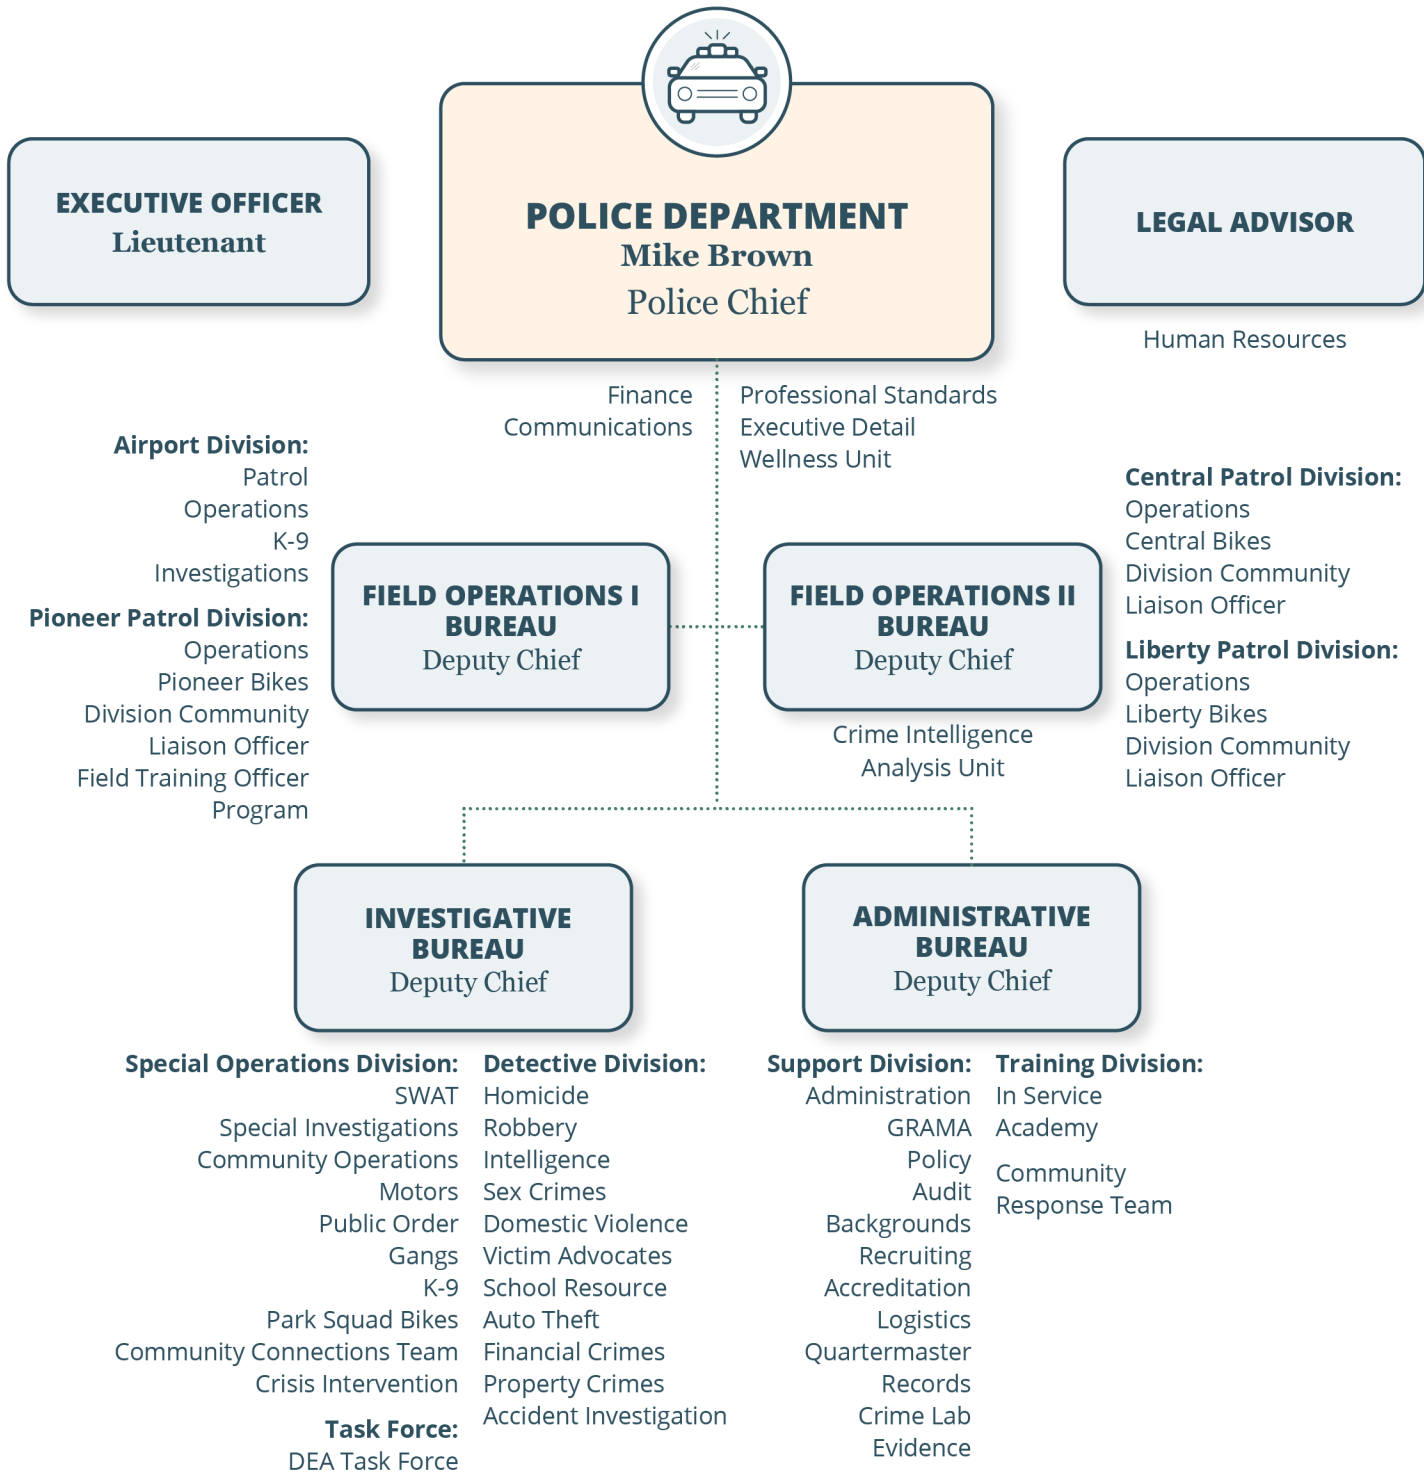 EXECUTIVE OFFICER
Lieutenant
POLICE DEPARTMENT
Mike Brown
Police Chief
LEGAL ADVISOR
Human Resources
Finance
Communications
Professional Standards
Executive Detail
Wellness Unit
Airport Division:
Patrol
Operations
K-9
Investigations
Pioneer Patrol Division:
Operations
Pioneer Bikes
Division Community
Liaison Officer
Field Training Officer
Program
FIELD OPERATIONS I
BUREAU
Deputy Chief
FIELD OPERATIONS II
BUREAU
Deputy Chief
Crime Intelligence
Analysis Unit
Central Patrol Division:
Operations
Central Bikes
Division Community
Liaison Officer
Liberty Patrol Division:
Operations
Liberty Bikes
Division Community
Liaison Officer
INVESTIGATIVE
BUREAU
Deputy Chief
Special Operations Division:
SWAT
Special Investigations
Community Operations
Motors
Public Order
Gangs
K-9
Park Squad Bikes
Community Connections Team
Crisis Intervention
Task Force:
DEA Task Force
Detective Division:
Homicide
Robbery
Intelligence
Sex Crimes
Domestic Violence
Victim Advocates
School Resource
Auto Theft
Financial Crimes
Property Crimes
Accident Investigation
ADMINISTRATIVE
BUREAU
Deputy Chief
Support Division:
Administration
GRAMA
Policy
Audit
Backgrounds
Recruiting
Accreditation
Logistics
Quartermaster
Records
Crime Lab
Evidence
Training Division:
In Service
Academy
Community
Response Team